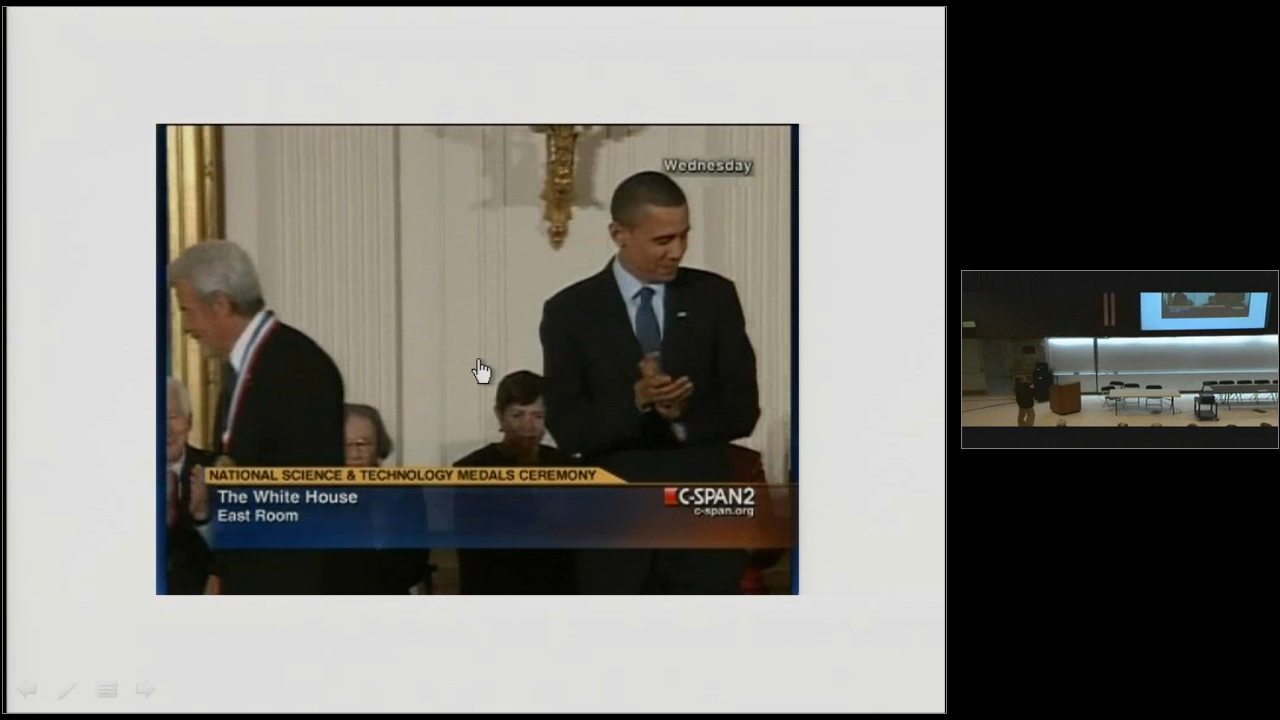 Wednesday
NATIONAL SCIENCE & TECHNOLOGY MEDALS CEREMONY
The White House
East Room
C-SPAN2
c-span.org